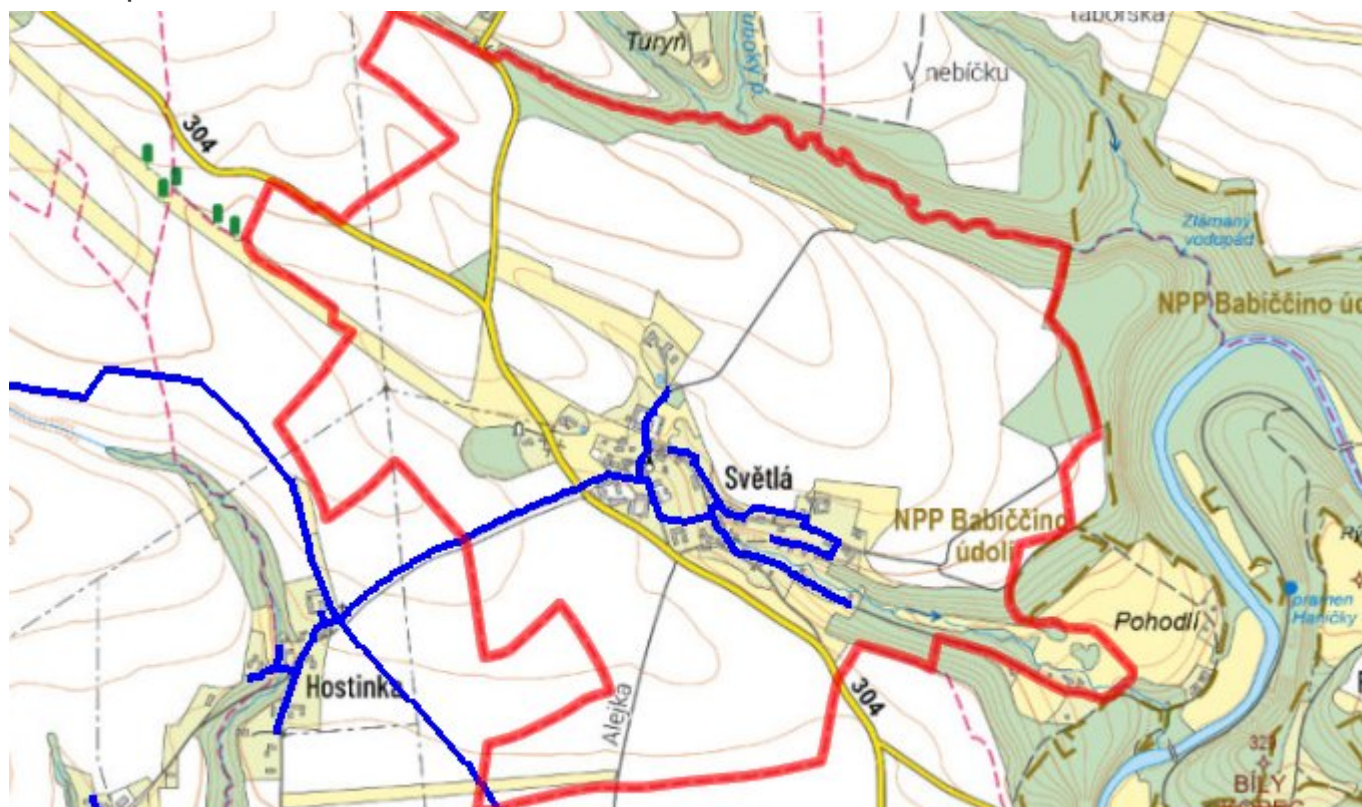 táborská
Turyň
V nebíčku
304
Zlámaný
vodopád
NPP Babiččino úd
Světlá
NPP Babiččino
údolí
pramen
Haničky
Pohodlí
Hostinka
304
Alejka
BÍLÝ